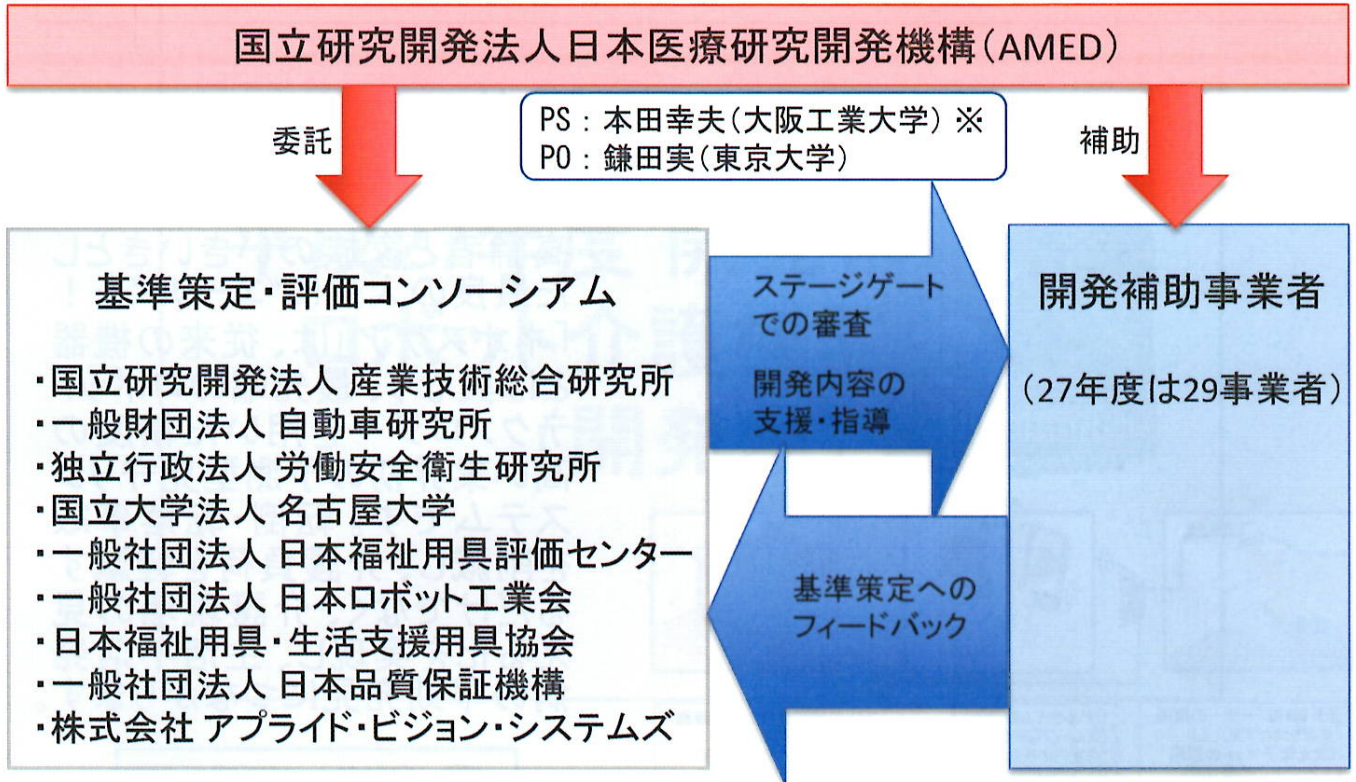 国立研究開発法人日本医療研究開発機構(AMED)
委託
PS：本田幸夫(大阪工業大学)※
PO：鎌田実(東京大学)
補助
基準策定・評価コンソーシアム
・国立研究開発法人 産業技術総合研究所
・一般財団法人 自動車研究所
・独立行政法人 労働安全衛生研究所
・国立大学法人 名古屋大学
・一般社団法人 日本福祉用具評価センター
・一般社団法人 日本ロボット工業会
・日本福祉用具・生活支援用具協会
・一般社団法人 日本品質保証機構
・株式会社 アプライド・ビジョン・システムズ
ステージゲート
での審査
開発内容の
支援・指導
基準策定への
フィードバック
開発補助事業者
(27年度は29事業者)